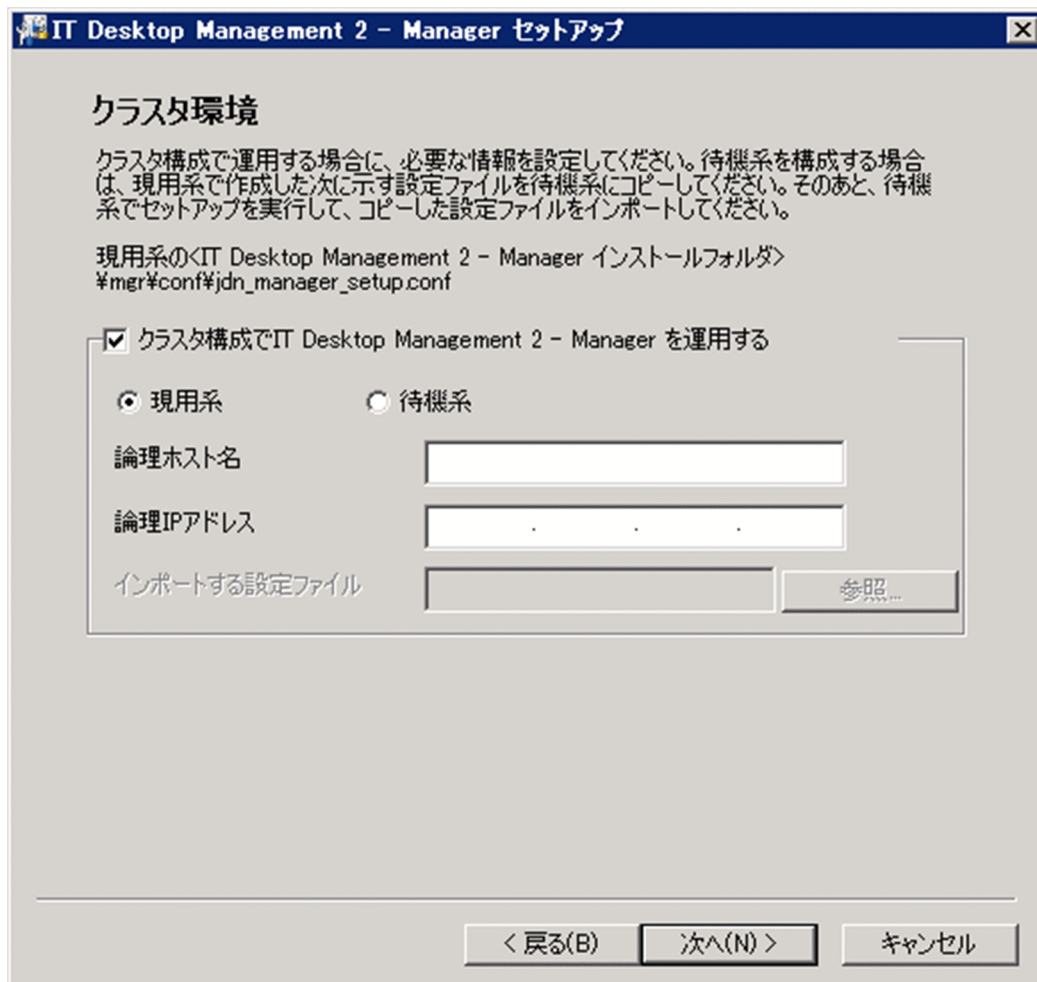 IT Desktop Management 2 - Manager セットアップ
クラスタ環境
クラスタ構成で運用する場合に、必要な情報を設定してください。待機系を構成する場合
は、現用系で作成した次に示す設定ファイルを待機系にコピーしてください。そのあと、待機
系でセットアップを実行して、コピーした設定ファイルをインポートしてください。
現用系の<IT Desktop Management 2 - Manager インストールフォルダ>
¥mgr¥conf¥jdn_manager_setup.conf
クラスタ構成でIT Desktop Management 2 - Manager を運用する
現用系 待機系
論理ホスト名
論理IPアドレス . . .
インポートする設定ファイル 参照...
< 戻る(B) 次へ(N) > キャンセル